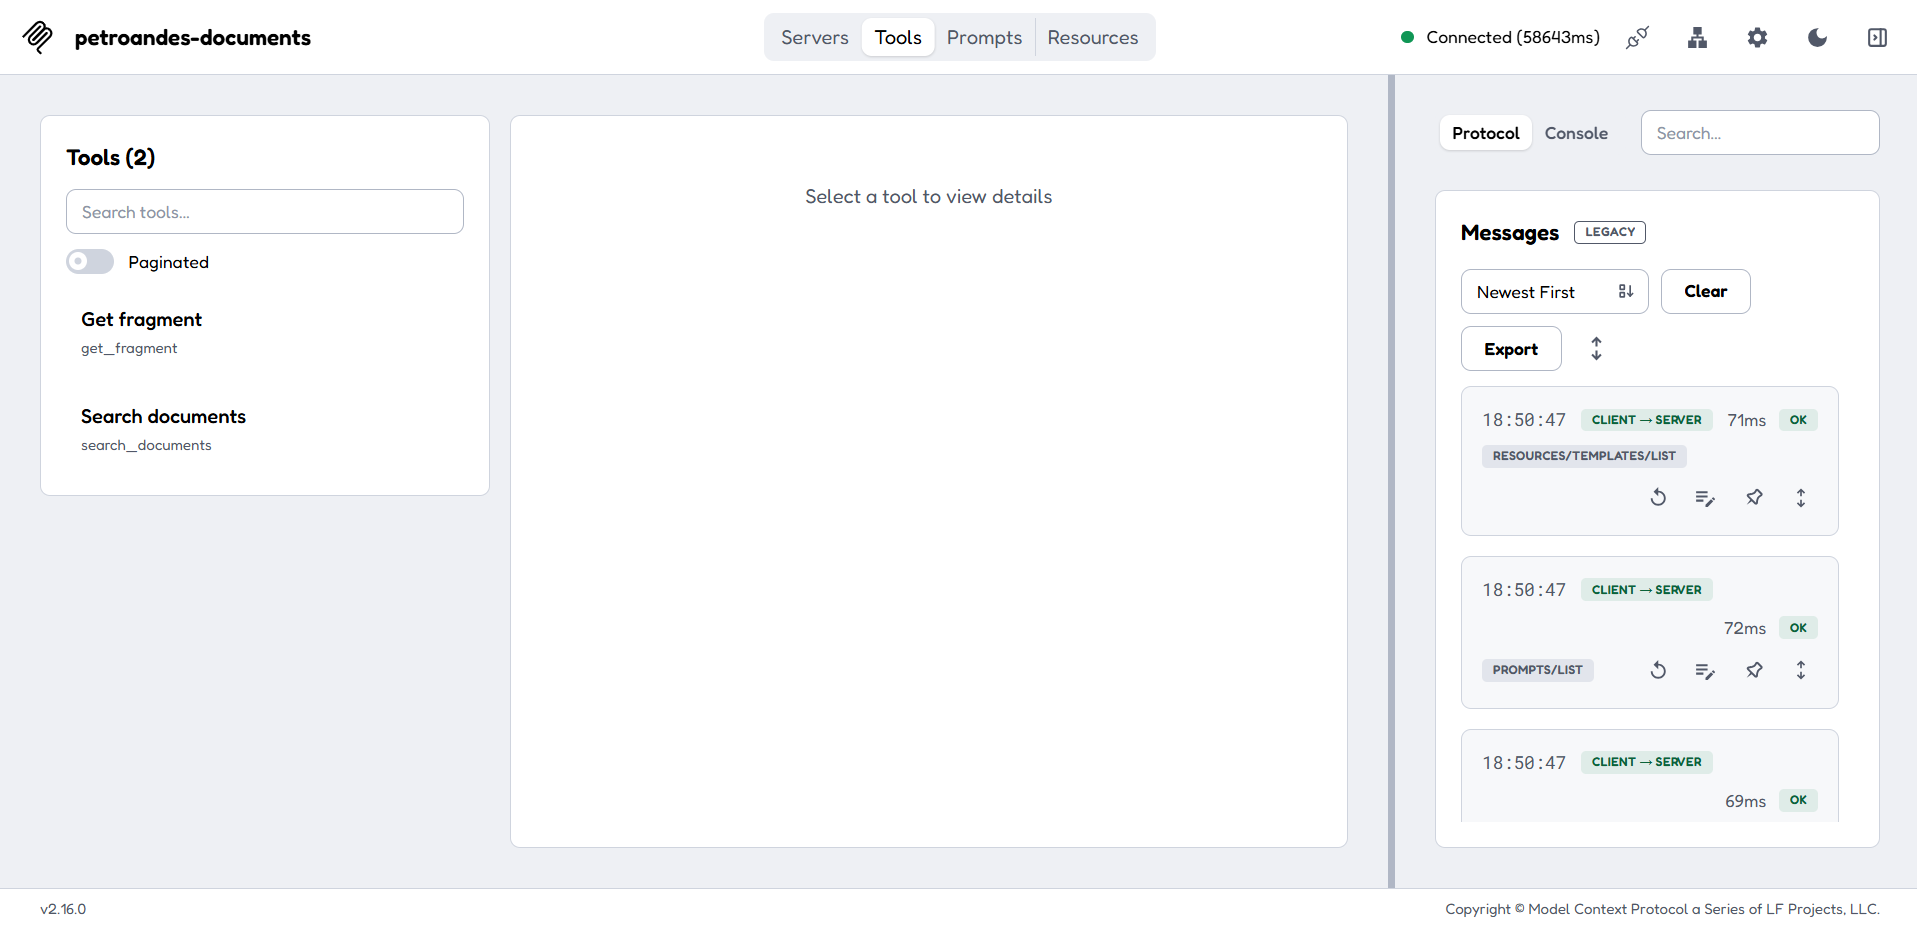 petroandes-documents
Servers
Tools
Prompts
Resources
Connected (58643ms)
Tools (2)
Search tools...
Paginated
Get fragment
get_fragment
Search documents
search_documents
Select a tool to view details
Protocol
Console
Search...
Messages
LEGACY
Newest First
Clear
Export
18:50:47 CLIENT → SERVER 71ms OK
RESOURCES/TEMPLATES/LIST
18:50:47 CLIENT → SERVER
72ms OK
PROMPTS/LIST
18:50:47 CLIENT → SERVER
69ms OK
v2.16.0
Copyright © Model Context Protocol a Series of LF Projects, LLC.